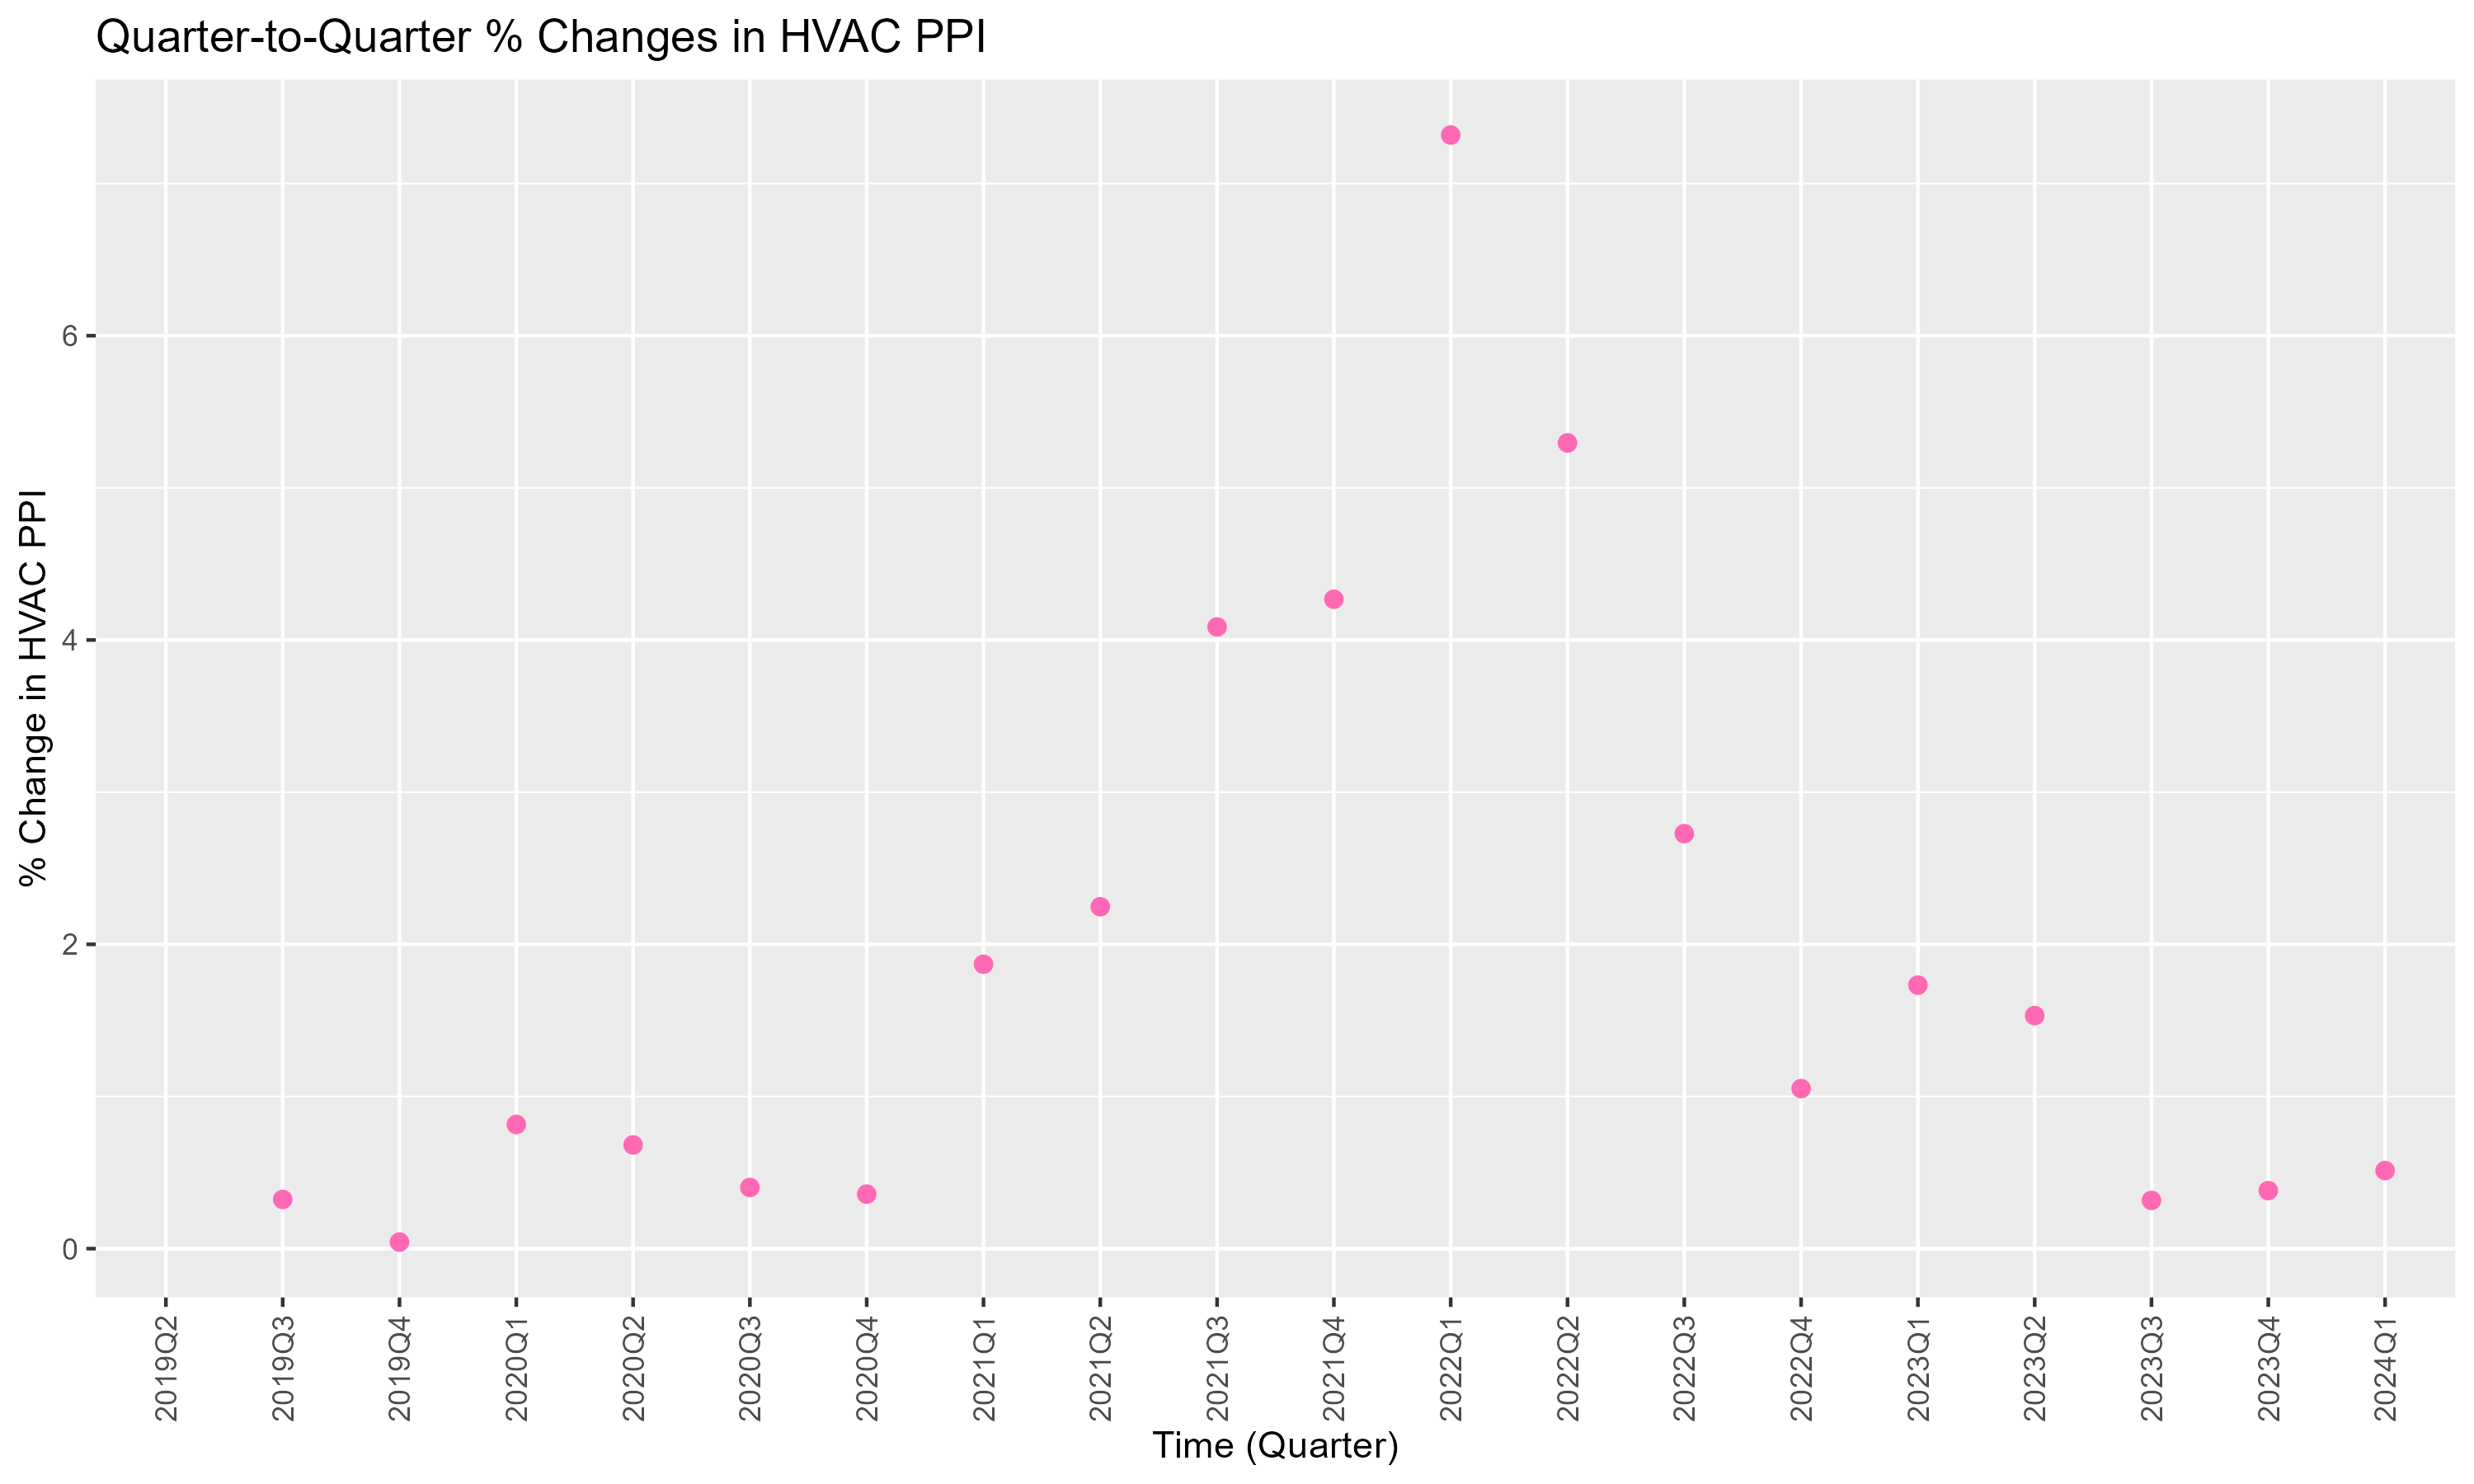 Quarter-to-Quarter % Changes in HVAC PPI
% Change in HVAC PPI
6
4
2
0
2019Q2
2019Q3
2019Q4
2020Q1
2020Q2
2020Q3
2020Q4
2021Q1
2021Q2
2021Q3
2021Q4
2022Q1
2022Q2
2022Q3
2022Q4
2023Q1
2023Q2
2023Q3
2023Q4
2024Q1
Time (Quarter)